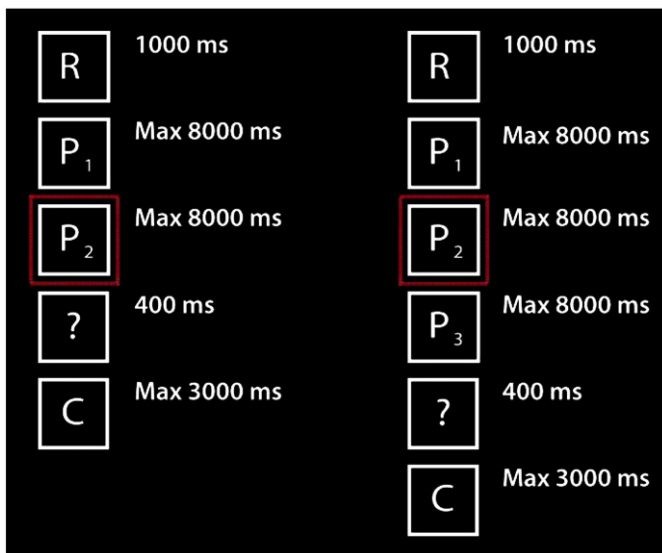 R 1000 ms
P1 Max 8000 ms
P2 Max 8000 ms
? 400 ms
C Max 3000 ms
R 1000 ms
P1 Max 8000 ms
P2 Max 8000 ms
P3 Max 8000 ms
? 400 ms
C Max 3000 ms